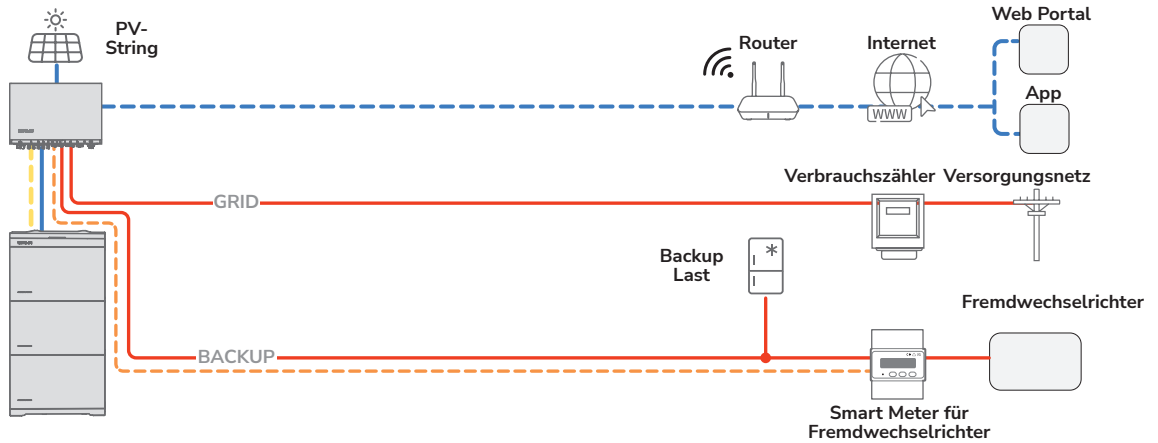 PV-
String
Router
Internet
Web Portal
WWW
App
Verbrauchszähler
Versorgungsnetz
GRID
Backup
Last
Fremdwechselrichter
BACKUP
Smart Meter für
Fremdwechselrichter